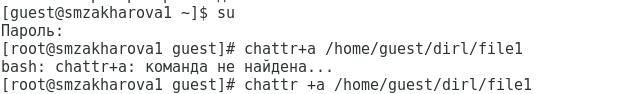 [guest@smzakharova1 ~]$ su
Пароль:
[root@smzakharova1 guest]# chattr+a /home/guest/dirl/file1
bash: chattr+a: команда не найдена...
[root@smzakharova1 guest]# chattr +a /home/guest/dirl/file1